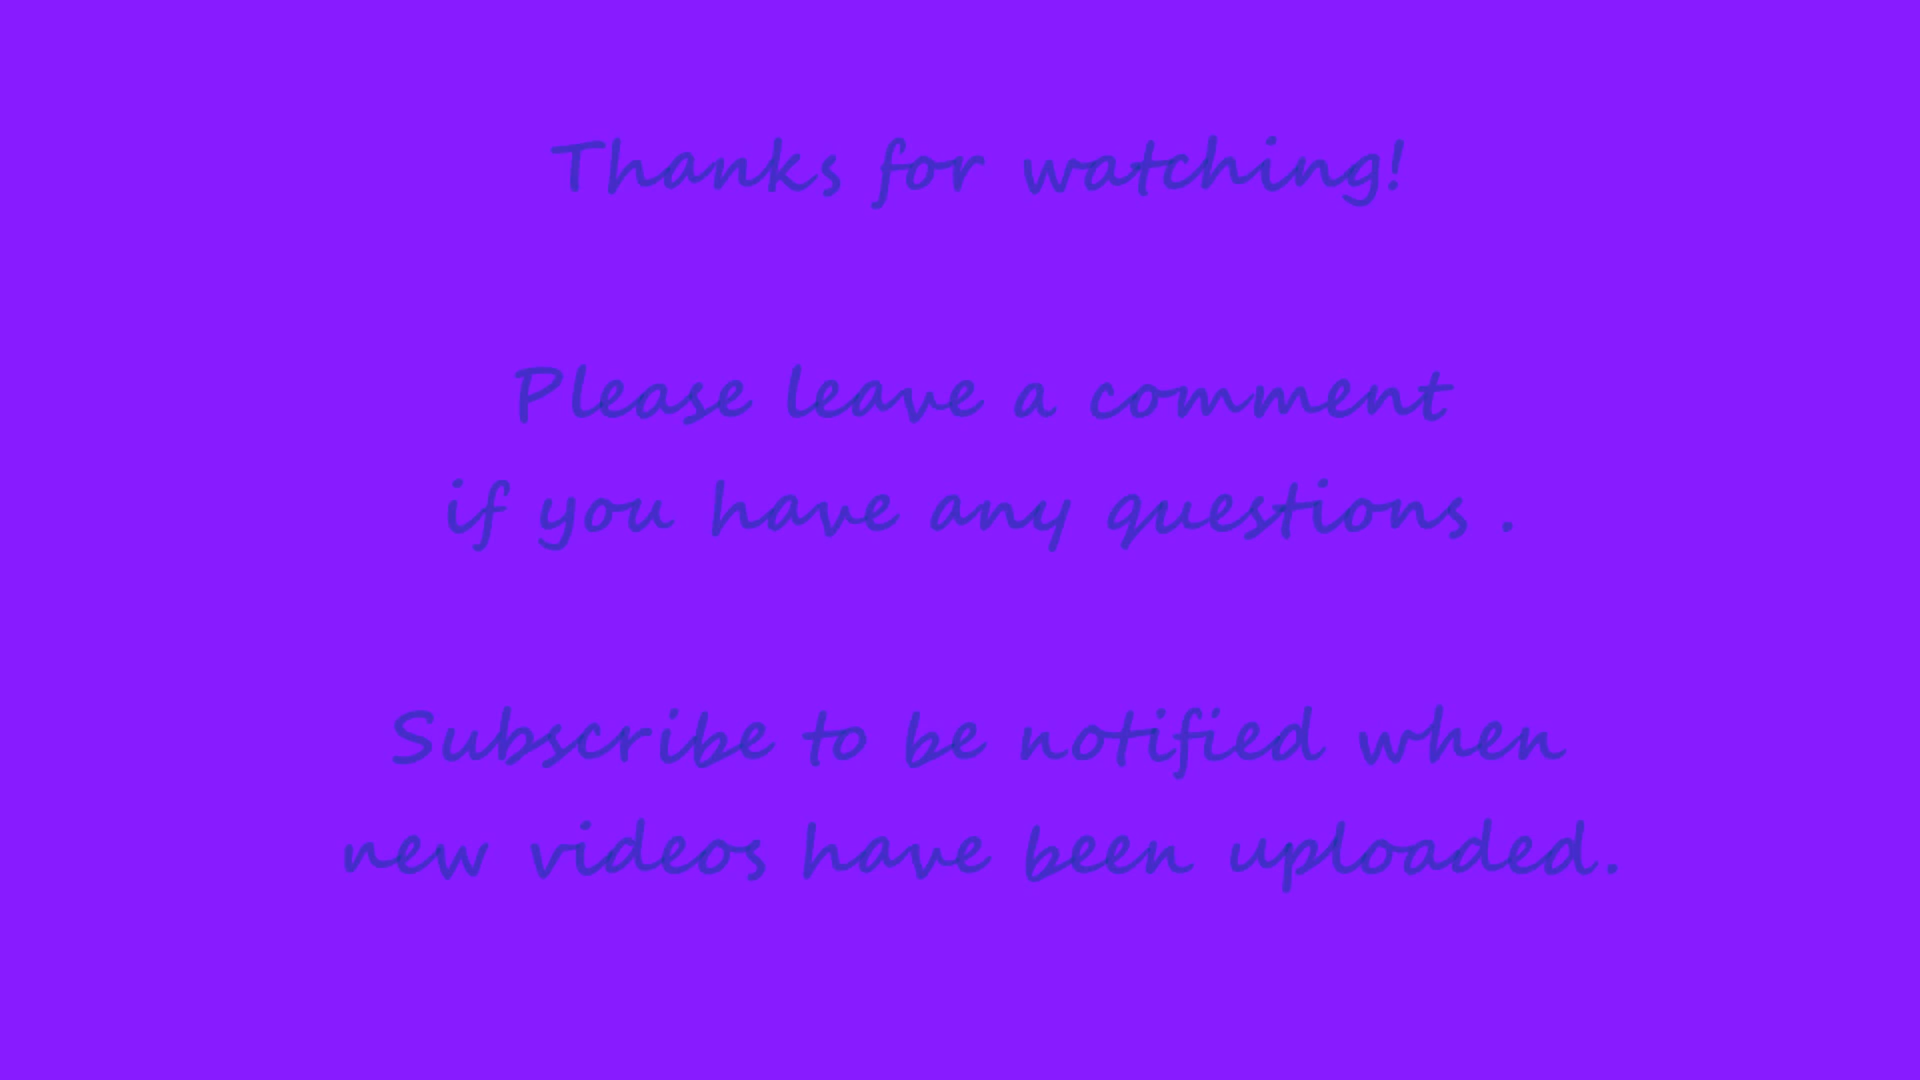 Thanks for watching!
Please leave a comment
if you have any questions .
Subscribe to be notified when
new videos have been uploaded.